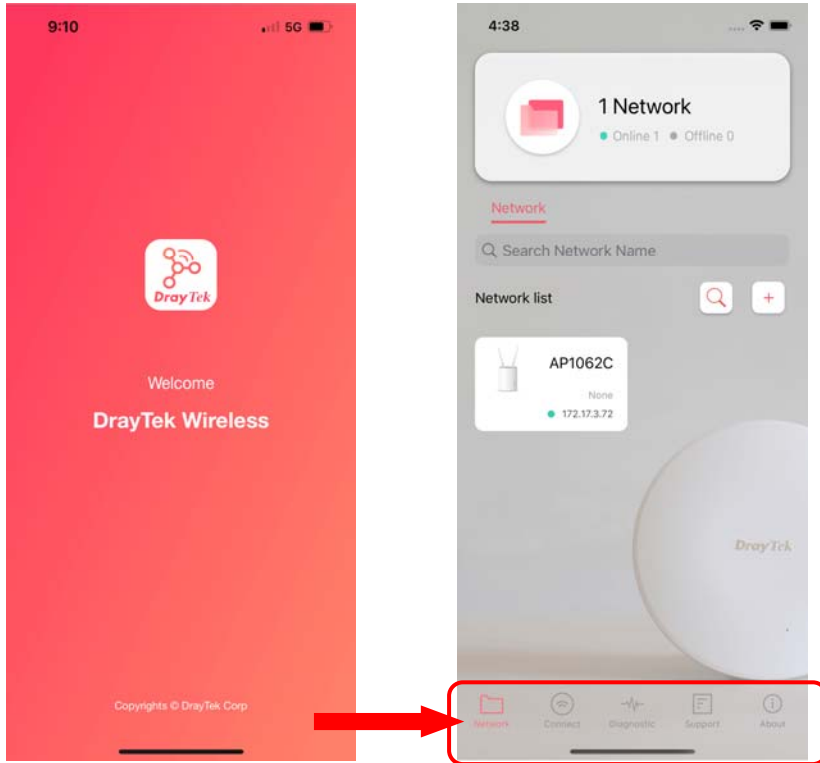 9:10
5G
DrayTek
Welcome
DrayTek Wireless
Copyrights © DrayTek Corp
4:38
1 Network
Online 1 Offline 0
Network
Search Network Name
Network list
+
AP1062C
None
172.17.3.72
DrayTek
Network Connect Diagnostic Support About